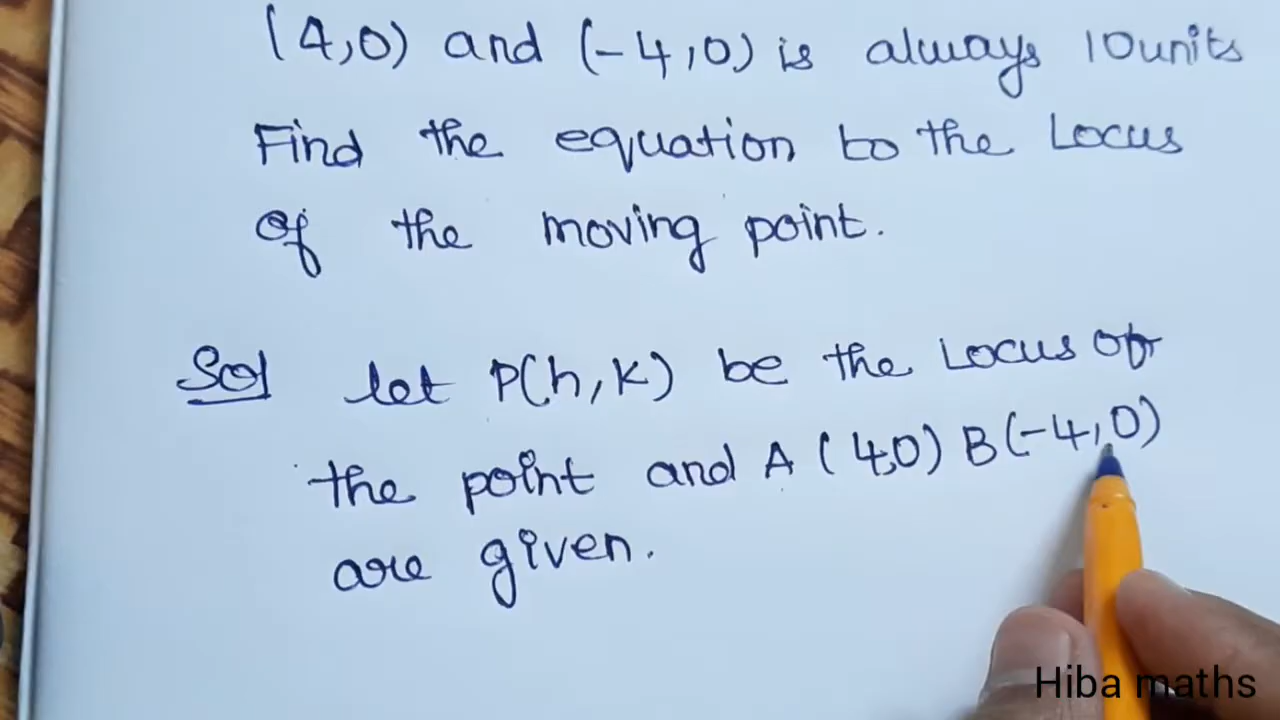 (4,0) and (-4,0) is always 10units
Find the equation to the Locus
of the moving point.
Sol let P(h,k) be the Locus of
the point and A (4,0) B(-4,0)
are given.
Hiba maths